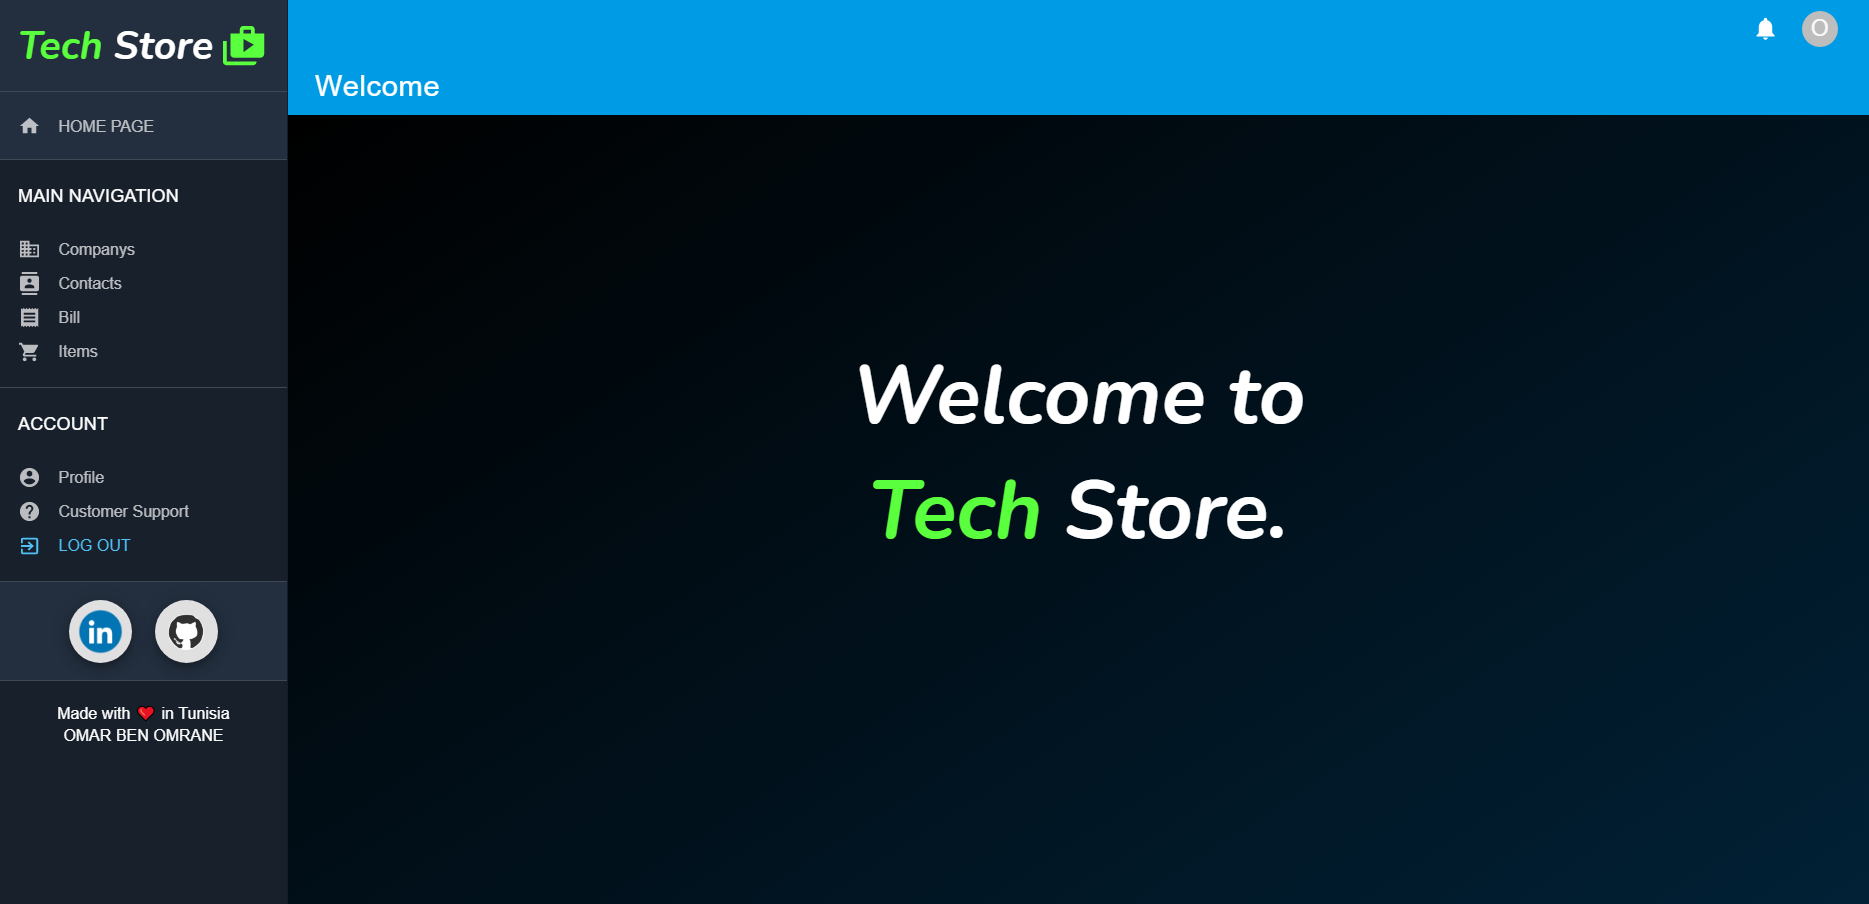 Tech Store
HOME PAGE
MAIN NAVIGATION
Companys
Contacts
Bill
Items
ACCOUNT
Profile
Customer Support
LOG OUT
in
Made with ❤️ in Tunisia
OMAR BEN OMRANE
O
Welcome
Welcome to
Tech Store.